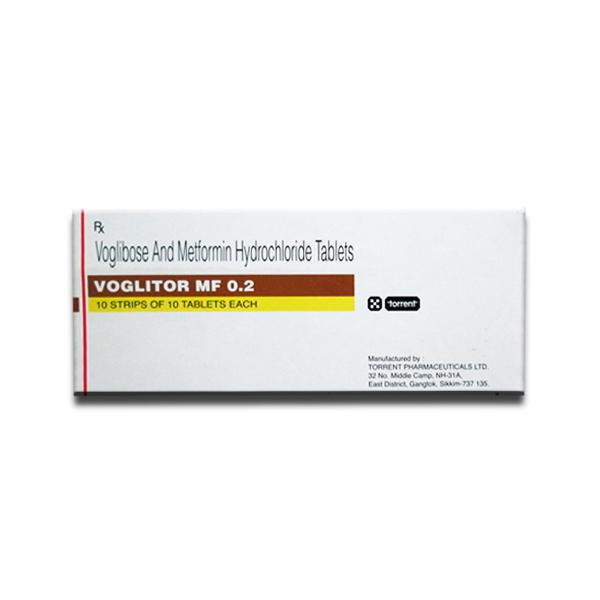 Rx
Voglibose And Metformin Hydrochloride Tablets
VOGLITOR MF 0.2
10 STRIPS OF 10 TABLETS EACH
torrent
Manufactured by :
TORRENT PHARMACEUTICALS LTD.
32 No. Middle Camp, NH-31A,
East District, Gangtok, Sikkim-737 135.